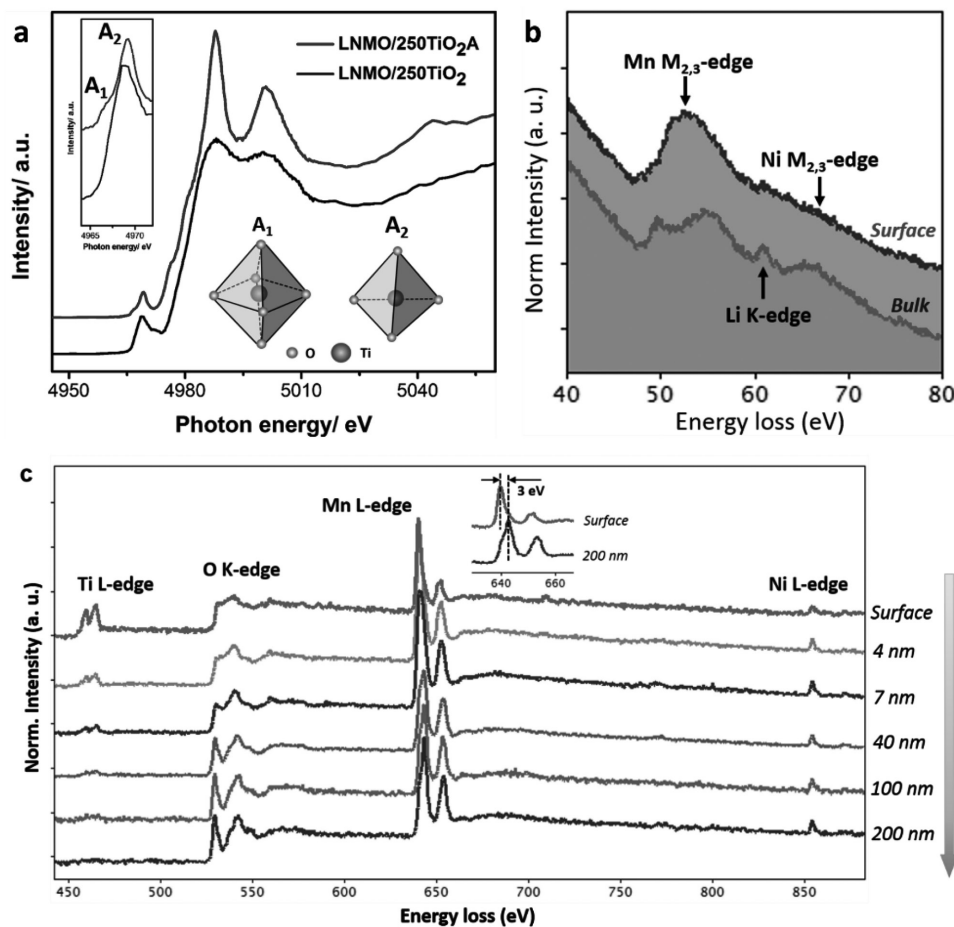 a
A2
A1
Intensity/ a.u.
4965
4970
Photon energy/ eV
LNMO/250TiO2A
LNMO/250TiO2
Intensity/ a.u.
A1
A2
O
Ti
4950
4980
5010
5040
Photon energy/ eV
b
Mn M2,3-edge
Ni M2,3-edge
Surface
Bulk
Li K-edge
Norm Intensity (a. u.)
40
50
60
70
80
Energy loss (eV)
c
Mn L-edge
3 eV
Surface
200 nm
640
660
Ti L-edge
O K-edge
Ni L-edge
Surface
4 nm
7 nm
40 nm
100 nm
200 nm
Norm. Intensity (a. u.)
450
500
550
600
650
700
750
800
850
Energy loss (eV)